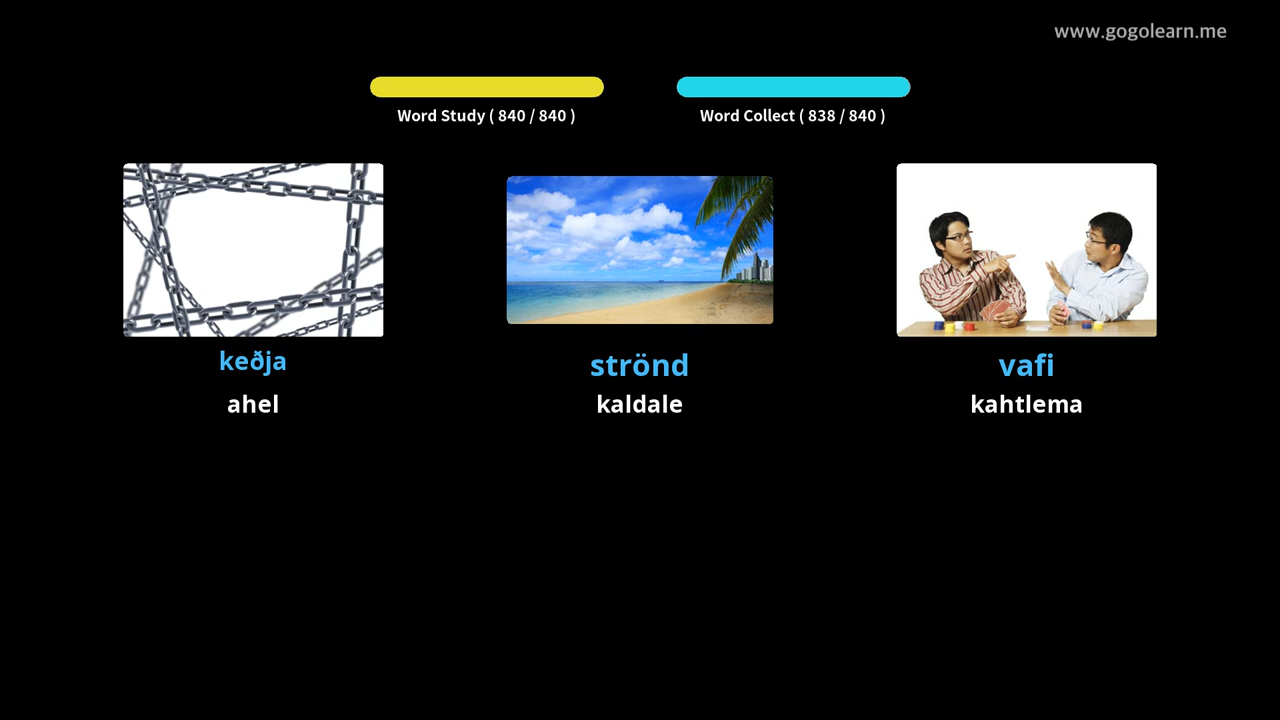 www.gogolearn.me
Word Study ( 840 / 840 )
Word Collect ( 838 / 840 )
keðja
strönd
vafi
ahel
kaldale
kahtlema